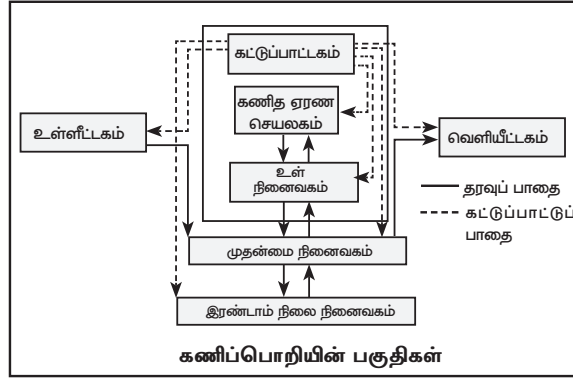 கட்டுப்பாட்டகம்
கணித ஏரண
செயலகம்
உள்ளீட்டகம்
வெளியீட்டகம்
உள்
நினைவகம்
தரவுப் பாதை
கட்டுப்பாட்டுப்
பாதை
முதன்மை நினைவகம்
இரண்டாம் நிலை நினைவகம்
கணிப்பொறியின் பகுதிகள்